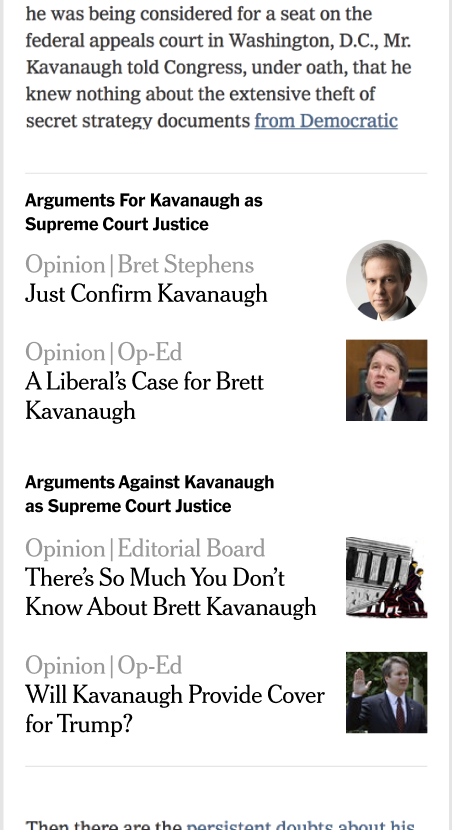 he was being considered for a seat on the
federal appeals court in Washington, D.C., Mr.
Kavanaugh told Congress, under oath, that he
knew nothing about the extensive theft of
secret strategy documents from Democratic
Arguments For Kavanaugh as
Supreme Court Justice
Opinion | Bret Stephens
Just Confirm Kavanaugh
Opinion | Op-Ed
A Liberal’s Case for Brett
Kavanaugh
Arguments Against Kavanaugh
as Supreme Court Justice
Opinion | Editorial Board
There’s So Much You Don’t
Know About Brett Kavanaugh
Opinion | Op-Ed
Will Kavanaugh Provide Cover
for Trump?
Then there are the persistent doubts about his